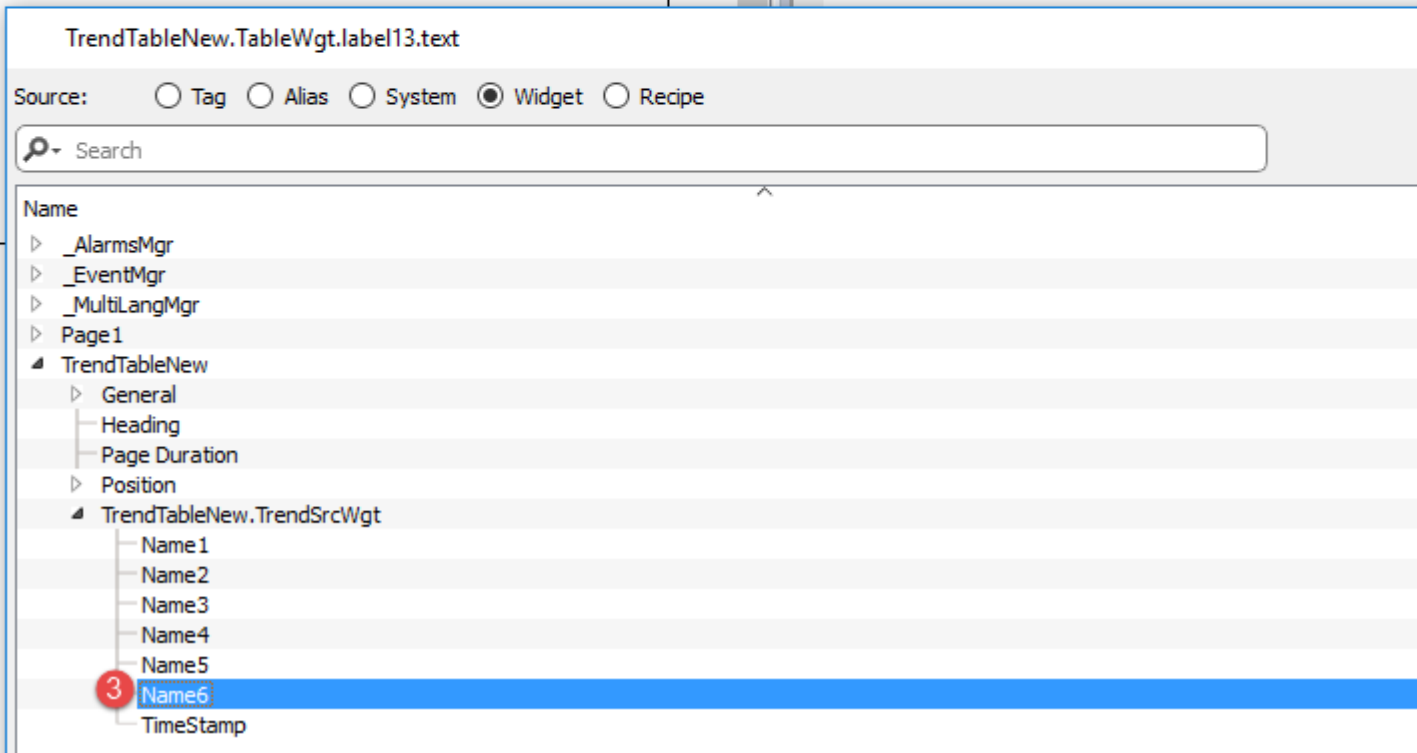 TrendTableNew.TableWgt.label13.text
Source: Tag Alias System Widget Recipe
Search
Name
_AlarmsMgr
_EventMgr
_MultiLangMgr
Page1
TrendTableNew
General
Heading
Page Duration
Position
TrendTableNew.TrendSrcWgt
Name1
Name2
Name3
Name4
Name5
3 Name6
TimeStamp